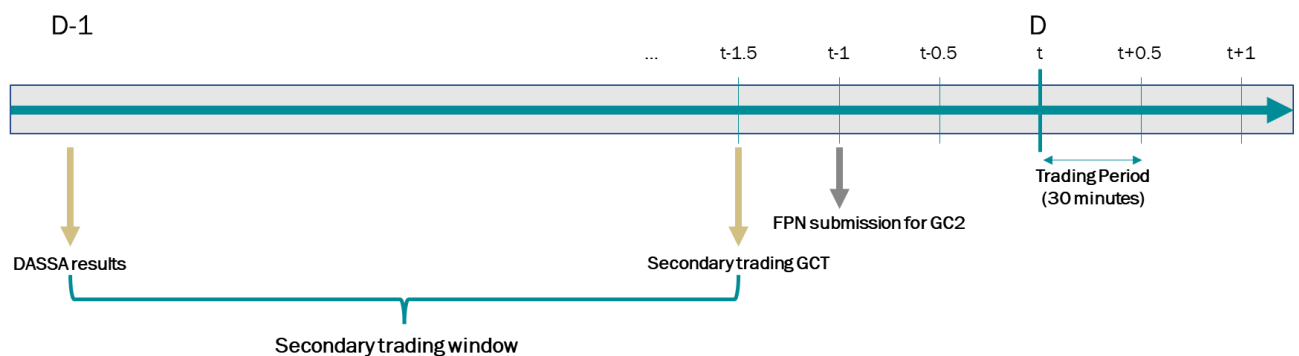 D-1
D
...
t-1.5
t-1
t-0.5
t
t+0.5
t+1
Trading Period
(30 minutes)
FPN submission for GC2
DASSA results
Secondary trading GCT
Secondary trading window